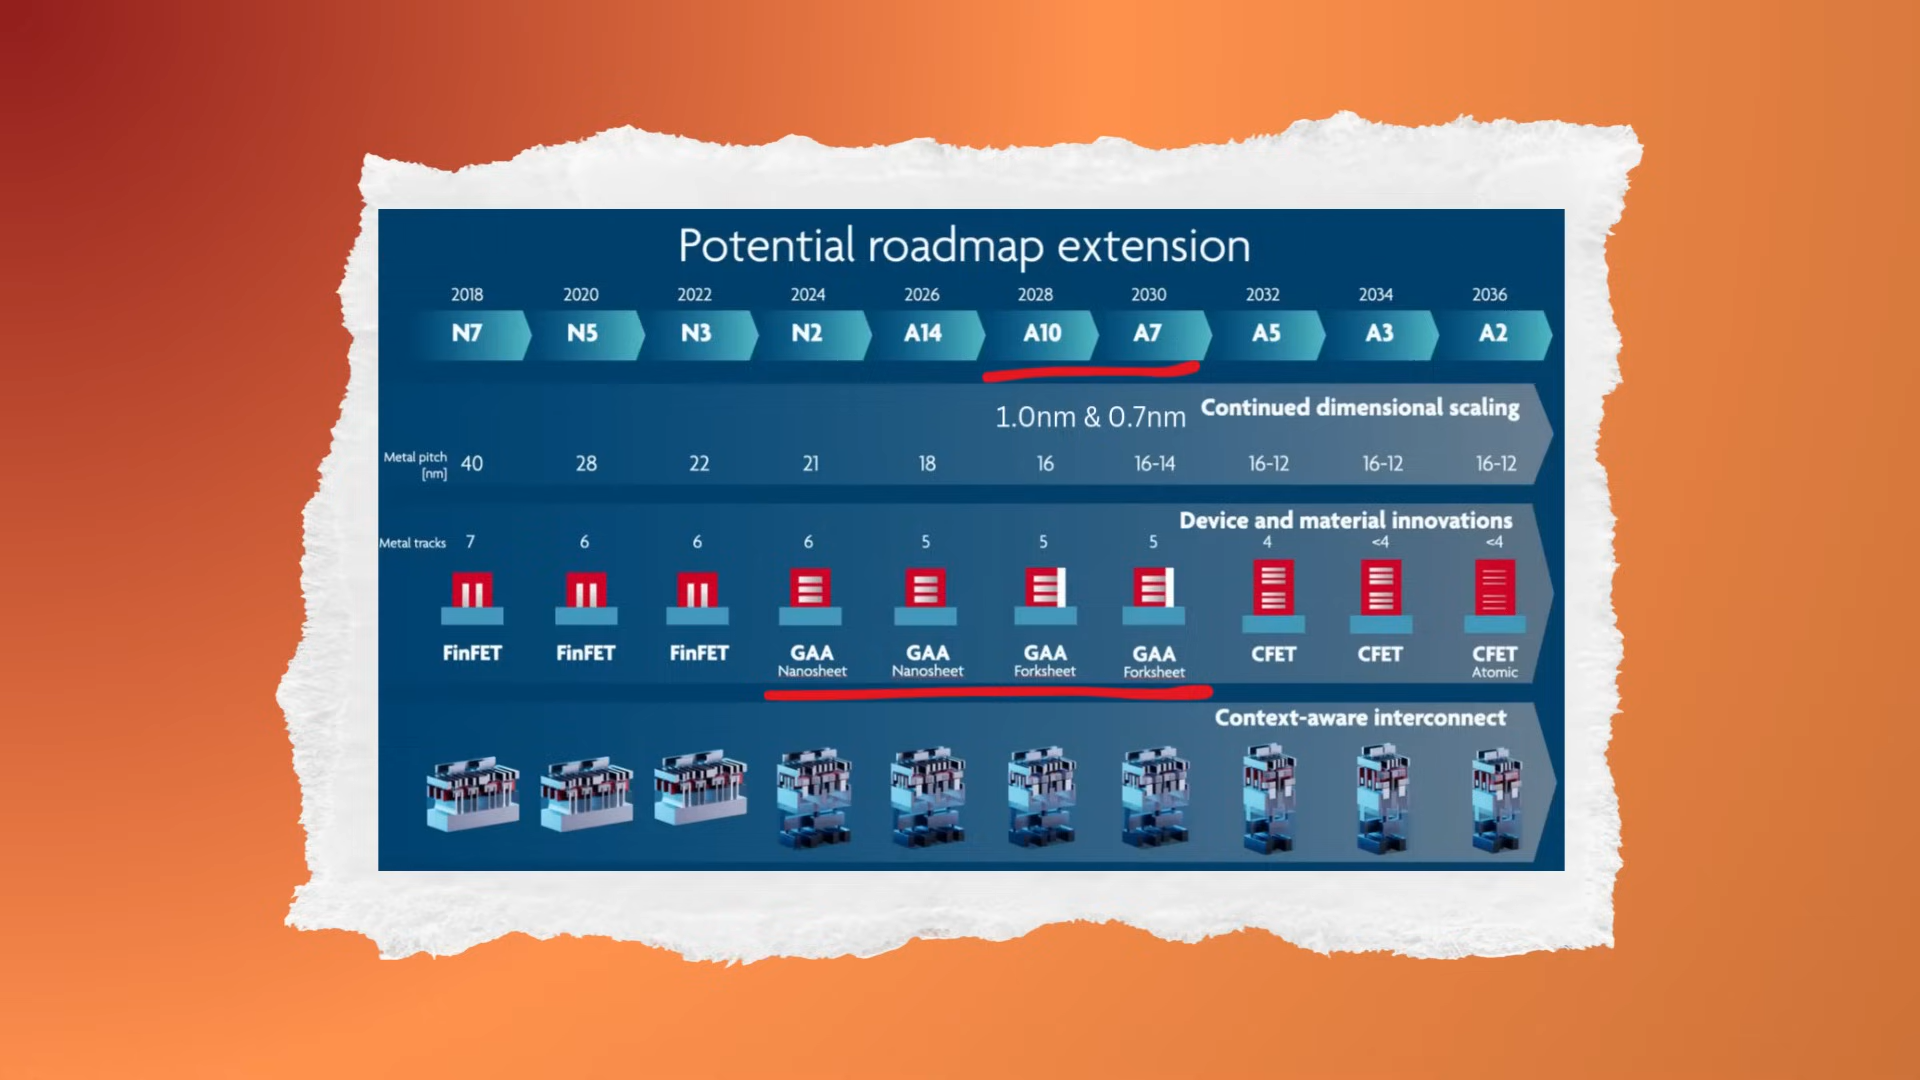 Potential roadmap extension
2018 2020 2022 2024 2026 2028 2030 2032 2034 2036
N7 N5 N3 N2 A14 A10 A7 A5 A3 A2
1.0nm & 0.7nm Continued dimensional scaling
Metal pitch [nm] 40 28 22 21 18 16 16-14 16-12 16-12 16-12
Device and material innovations
Metal tracks 7 6 6 6 5 5 5 4 <4 <4
FinFET FinFET FinFET GAA GAA GAA GAA CFET CFET CFET
Nanosheet Nanosheet Forksheet Forksheet Atomic
Context-aware interconnect